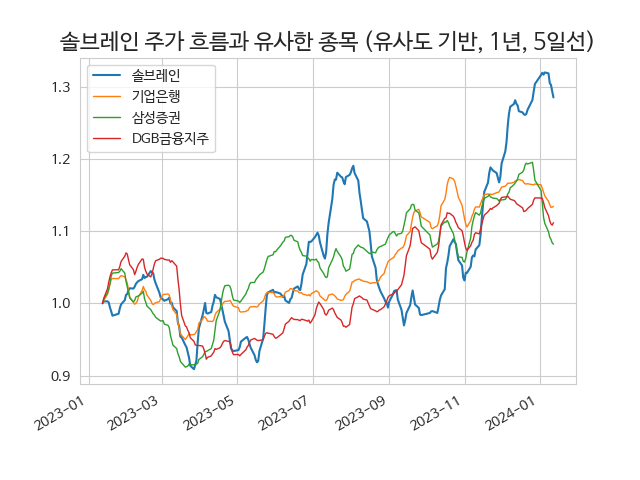 솔브레인 주가 흐름과 유사한 종목 (유사도 기반, 1년, 5일선)
솔브레인
기업은행
삼성증권
DGB금융지주
1.3
1.2
1.1
1.0
0.9
2023-01
2023-03
2023-05
2023-07
2023-09
2023-11
2024-01